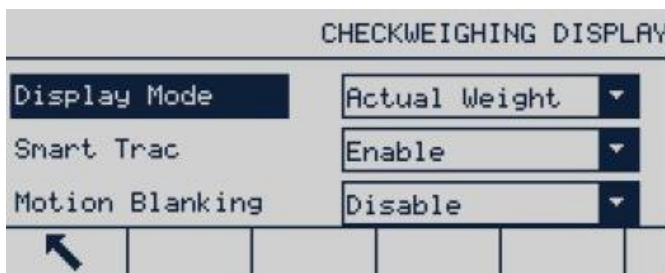 CHECKWEIGHING DISPLAY
Display Mode Actual Weight
Smart Trac Enable
Motion Blanking Disable